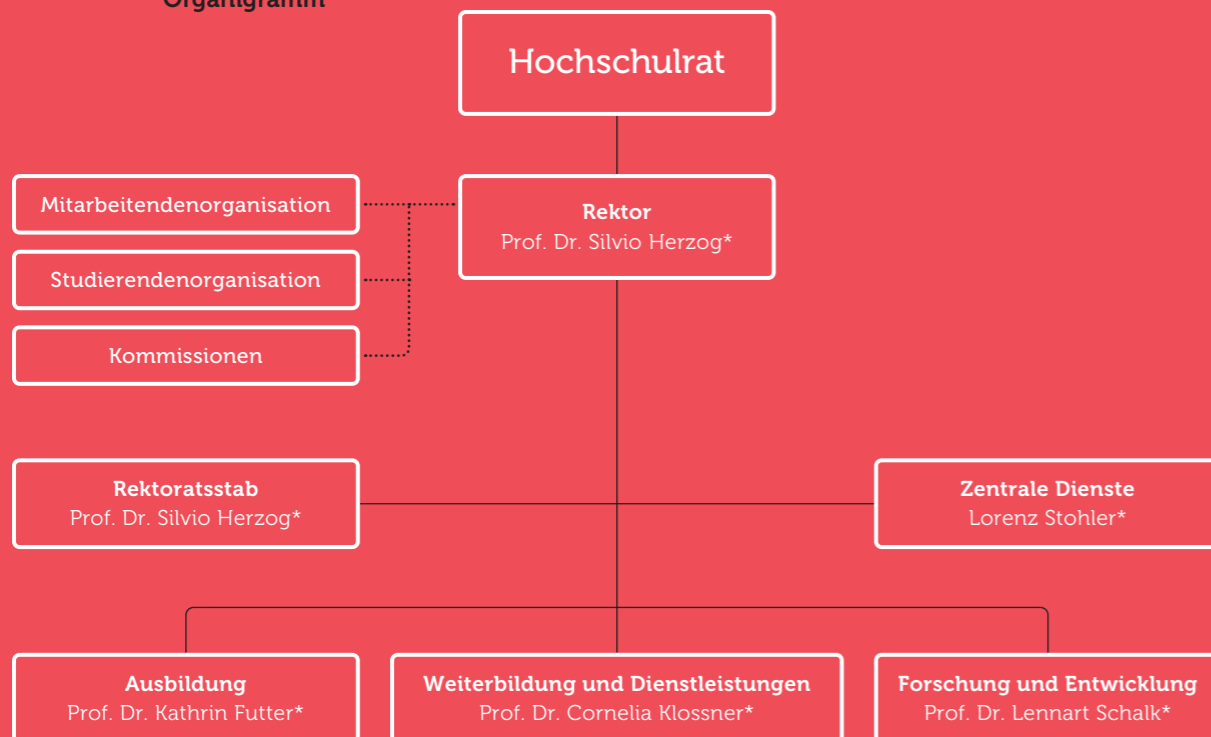 Organigramm
Hochschulrat
Mitarbeitendenorganisation
Studierendenorganisation
Kommissionen
Rektor
Prof. Dr. Silvio Herzog*
Rektoratsstab
Prof. Dr. Silvio Herzog*
Zentrale Dienste
Lorenz Stohler*
Ausbildung
Prof. Dr. Kathrin Futter*
Weiterbildung und Dienstleistungen
Prof. Dr. Cornelia Klossner*
Forschung und Entwicklung
Prof. Dr. Lennart Schalk*